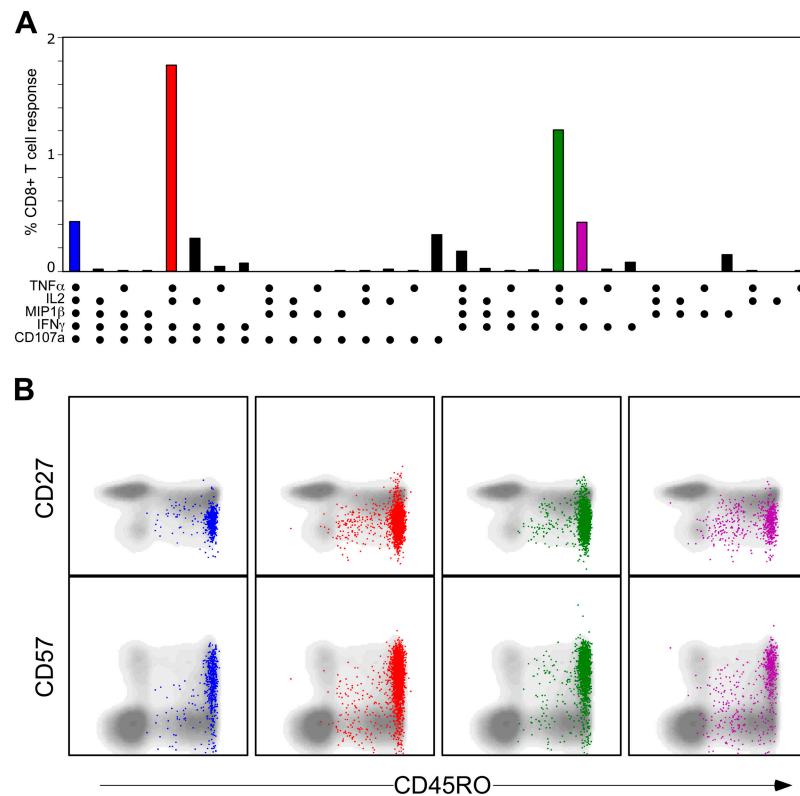 A
2
1
0
% CD8+ T cell response
TNFα
IL2
MIP1β
IFNγ
CD107a
B
CD27
CD57
CD45RO